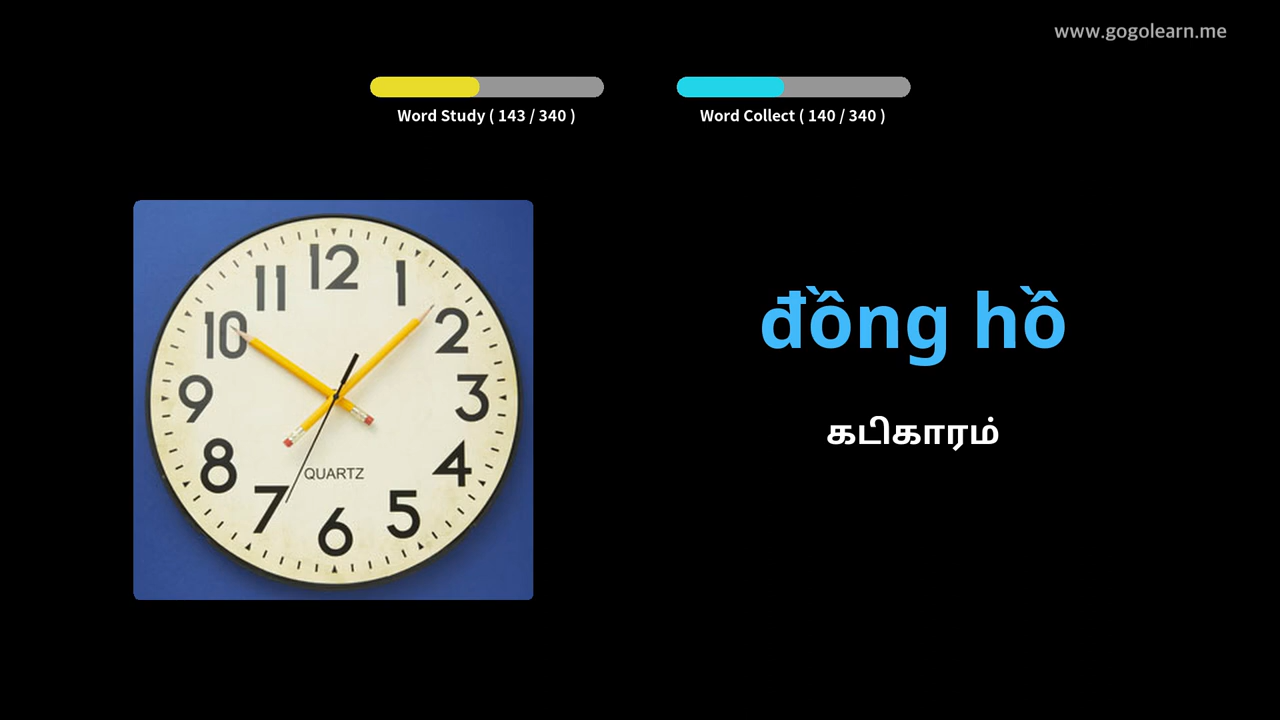 www.gogolearn.me
Word Study ( 143 / 340 )
Word Collect ( 140 / 340 )
12
11
1
10
2
9
3
8
4
QUARTZ
7
5
6
đồng hồ
கடிகாரம்